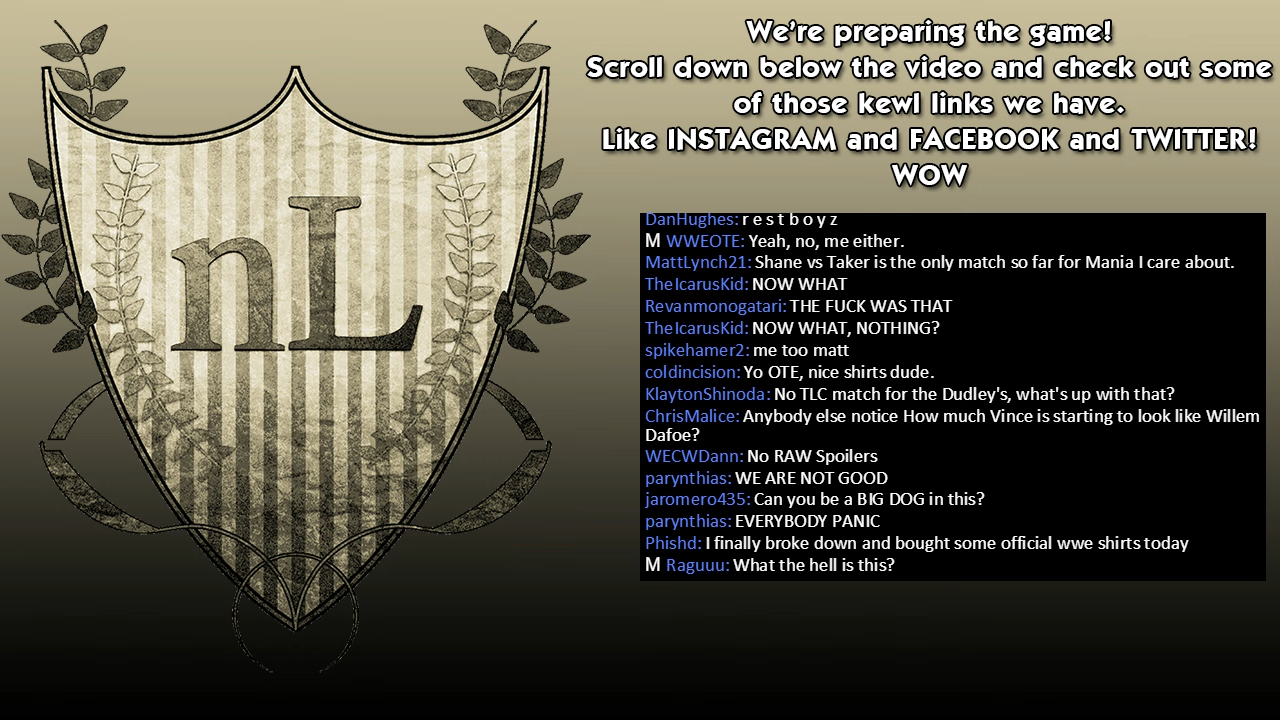 We're preparing the game!
Scroll down below the video and check out some
of those kewl links we have.
Like INSTAGRAM and FACEBOOK and TWITTER!
WOW
nL
DanHughes: r e s t b o y z
M WWEOTE: Yeah, no, me either.
MattLynch21: Shane vs Taker is the only match so far for Mania I care about.
TheIcarusKid: NOW WHAT
Revanmonogatari: THE FUCK WAS THAT
TheIcarusKid: NOW WHAT, NOTHING?
spikehamer2: me too matt
coldincision: Yo OTE, nice shirts dude.
KlaytonShinoda: No TLC match for the Dudley's, what's up with that?
ChrisMalice: Anybody else notice How much Vince is starting to look like Willem
Dafoe?
WECWDann: No RAW Spoilers
parynthias: WE ARE NOT GOOD
jaromero435: Can you be a BIG DOG in this?
parynthias: EVERYBODY PANIC
Phishd: I finally broke down and bought some official wwe shirts today
M Raguuu: What the hell is this?